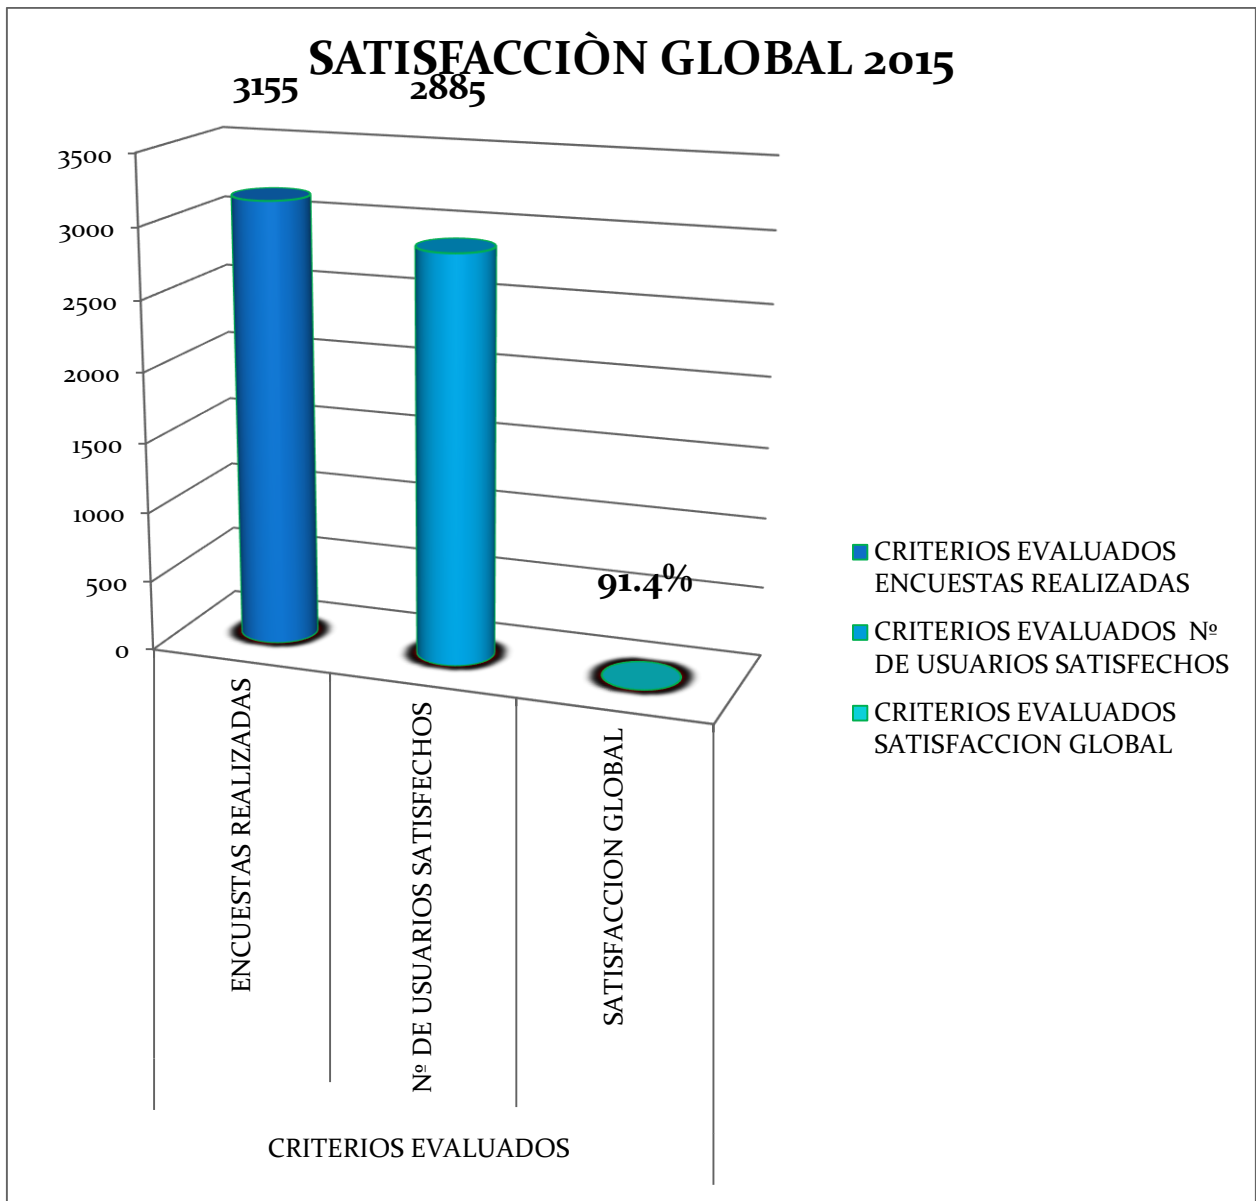 SATISFACCIÒN GLOBAL 2015
3155
2885
3500
3000
2500
2000
1500
1000
500
0
91.4%
ENCUESTAS REALIZADAS
Nº DE USUARIOS SATISFECHOS
SATISFACCION GLOBAL
CRITERIOS EVALUADOS
CRITERIOS EVALUADOS
ENCUESTAS REALIZADAS
CRITERIOS EVALUADOS Nº
DE USUARIOS SATISFECHOS
CRITERIOS EVALUADOS
SATISFACCION GLOBAL